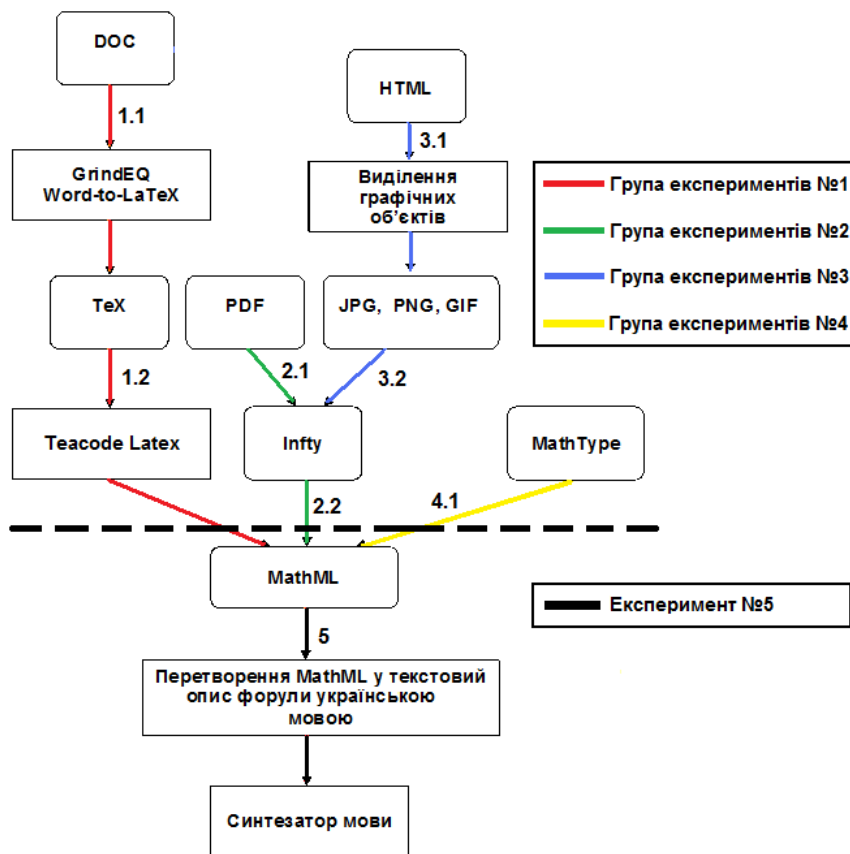 DOC
1.1
GrindEQ
Word-to-LaTeX
TeX
1.2
Teacode Latex
HTML
3.1
Виділення
графічних
об'єктів
PDF
JPG, PNG, GIF
2.1
3.2
Infty
MathType
2.2
4.1
MathML
5
Перетворення MathML у текстовий
опис форули українською
мовою
Синтезатор мови
Група експериментів №1
Група експериментів №2
Група експериментів №3
Група експериментів №4
Експеримент №5